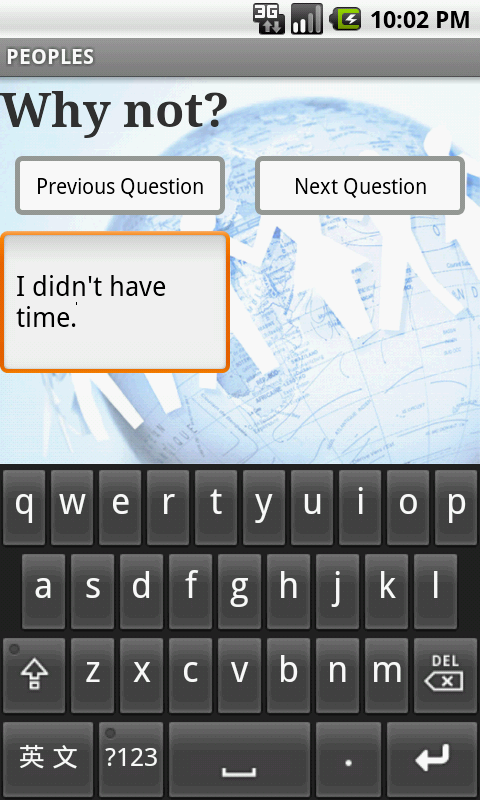 3G 10:02 PM
PEOPLES
Why not?
Previous Question Next Question
I didn't have
time.
q w e r t y u i o p
a s d f g h j k l
z x c v b n m DEL
英文 ?123 .